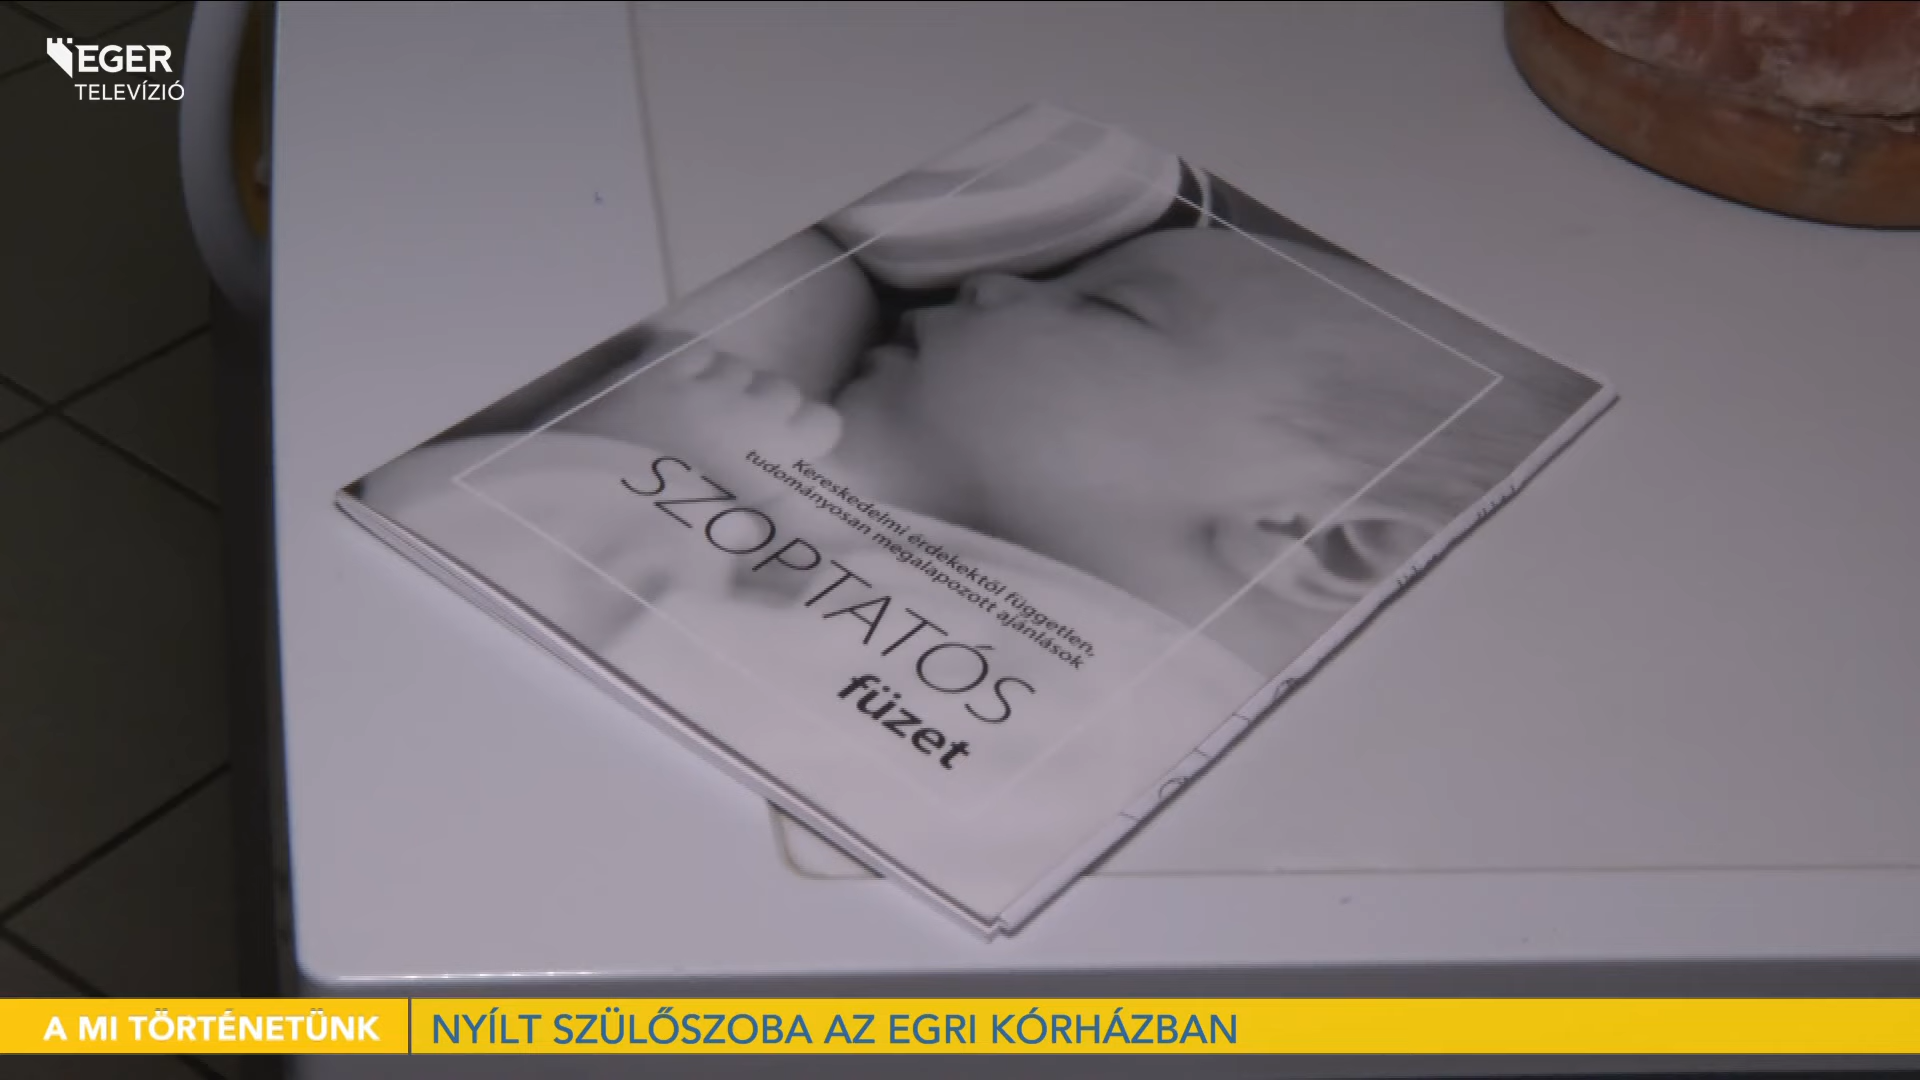 EGER
TELEVÍZIÓ
Kereskedelmi érdekektől független,
tudományosan megalapozott ajánlások
SZOPTATÓS
füzet
A MI TÖRTÉNETÜNK
NYÍLT SZÜLŐSZOBA AZ EGRI KÓRHÁZBAN